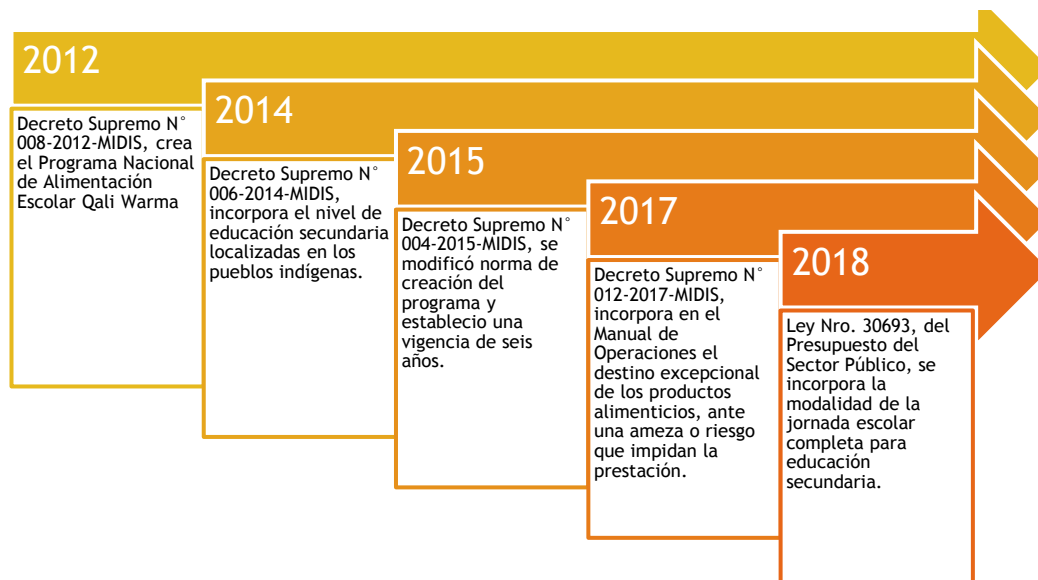 2012
Decreto Supremo N°
008-2012-MIDIS, crea
el Programa Nacional
de Alimentación
Escolar Qali Warma
2014
Decreto Supremo N°
006-2014-MIDIS,
incorpora el nivel de
educación secundaria
localizadas en los
pueblos indígenas.
2015
Decreto Supremo N°
004-2015-MIDIS, se
modificó norma de
creación del
programa y
establecio una
vigencia de seis
años.
2017
Decreto Supremo N°
012-2017-MIDIS,
incorpora en el
Manual de
Operaciones el
destino excepcional
de los productos
alimenticios, ante
una ameza o riesgo
que impidan la
prestación.
2018
Ley Nro. 30693, del
Presupuesto del
Sector Público, se
incorpora la
modalidad de la
jornada escolar
completa para
educación
secundaria.